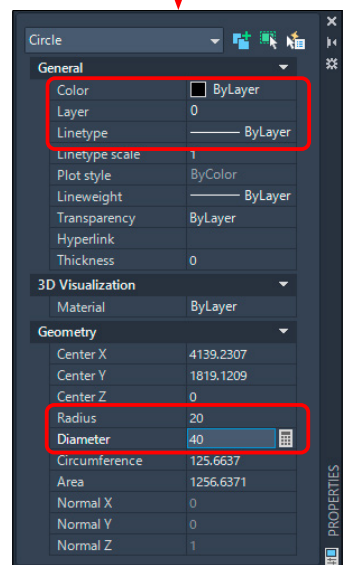 Circle
General
Color ByLayer
Layer 0
Linetype ByLayer
Linetype scale 1
Plot style ByColor
Lineweight ByLayer
Transparency ByLayer
Hyperlink
Thickness 0
3D Visualization
Material ByLayer
Geometry
Center X 4139.2307
Center Y 1819.1209
Center Z 0
Radius 20
Diameter 40
Circumference 125.6637
Area 1256.6371
Normal X 0
Normal Y 0
Normal Z 1
PROPERTIES